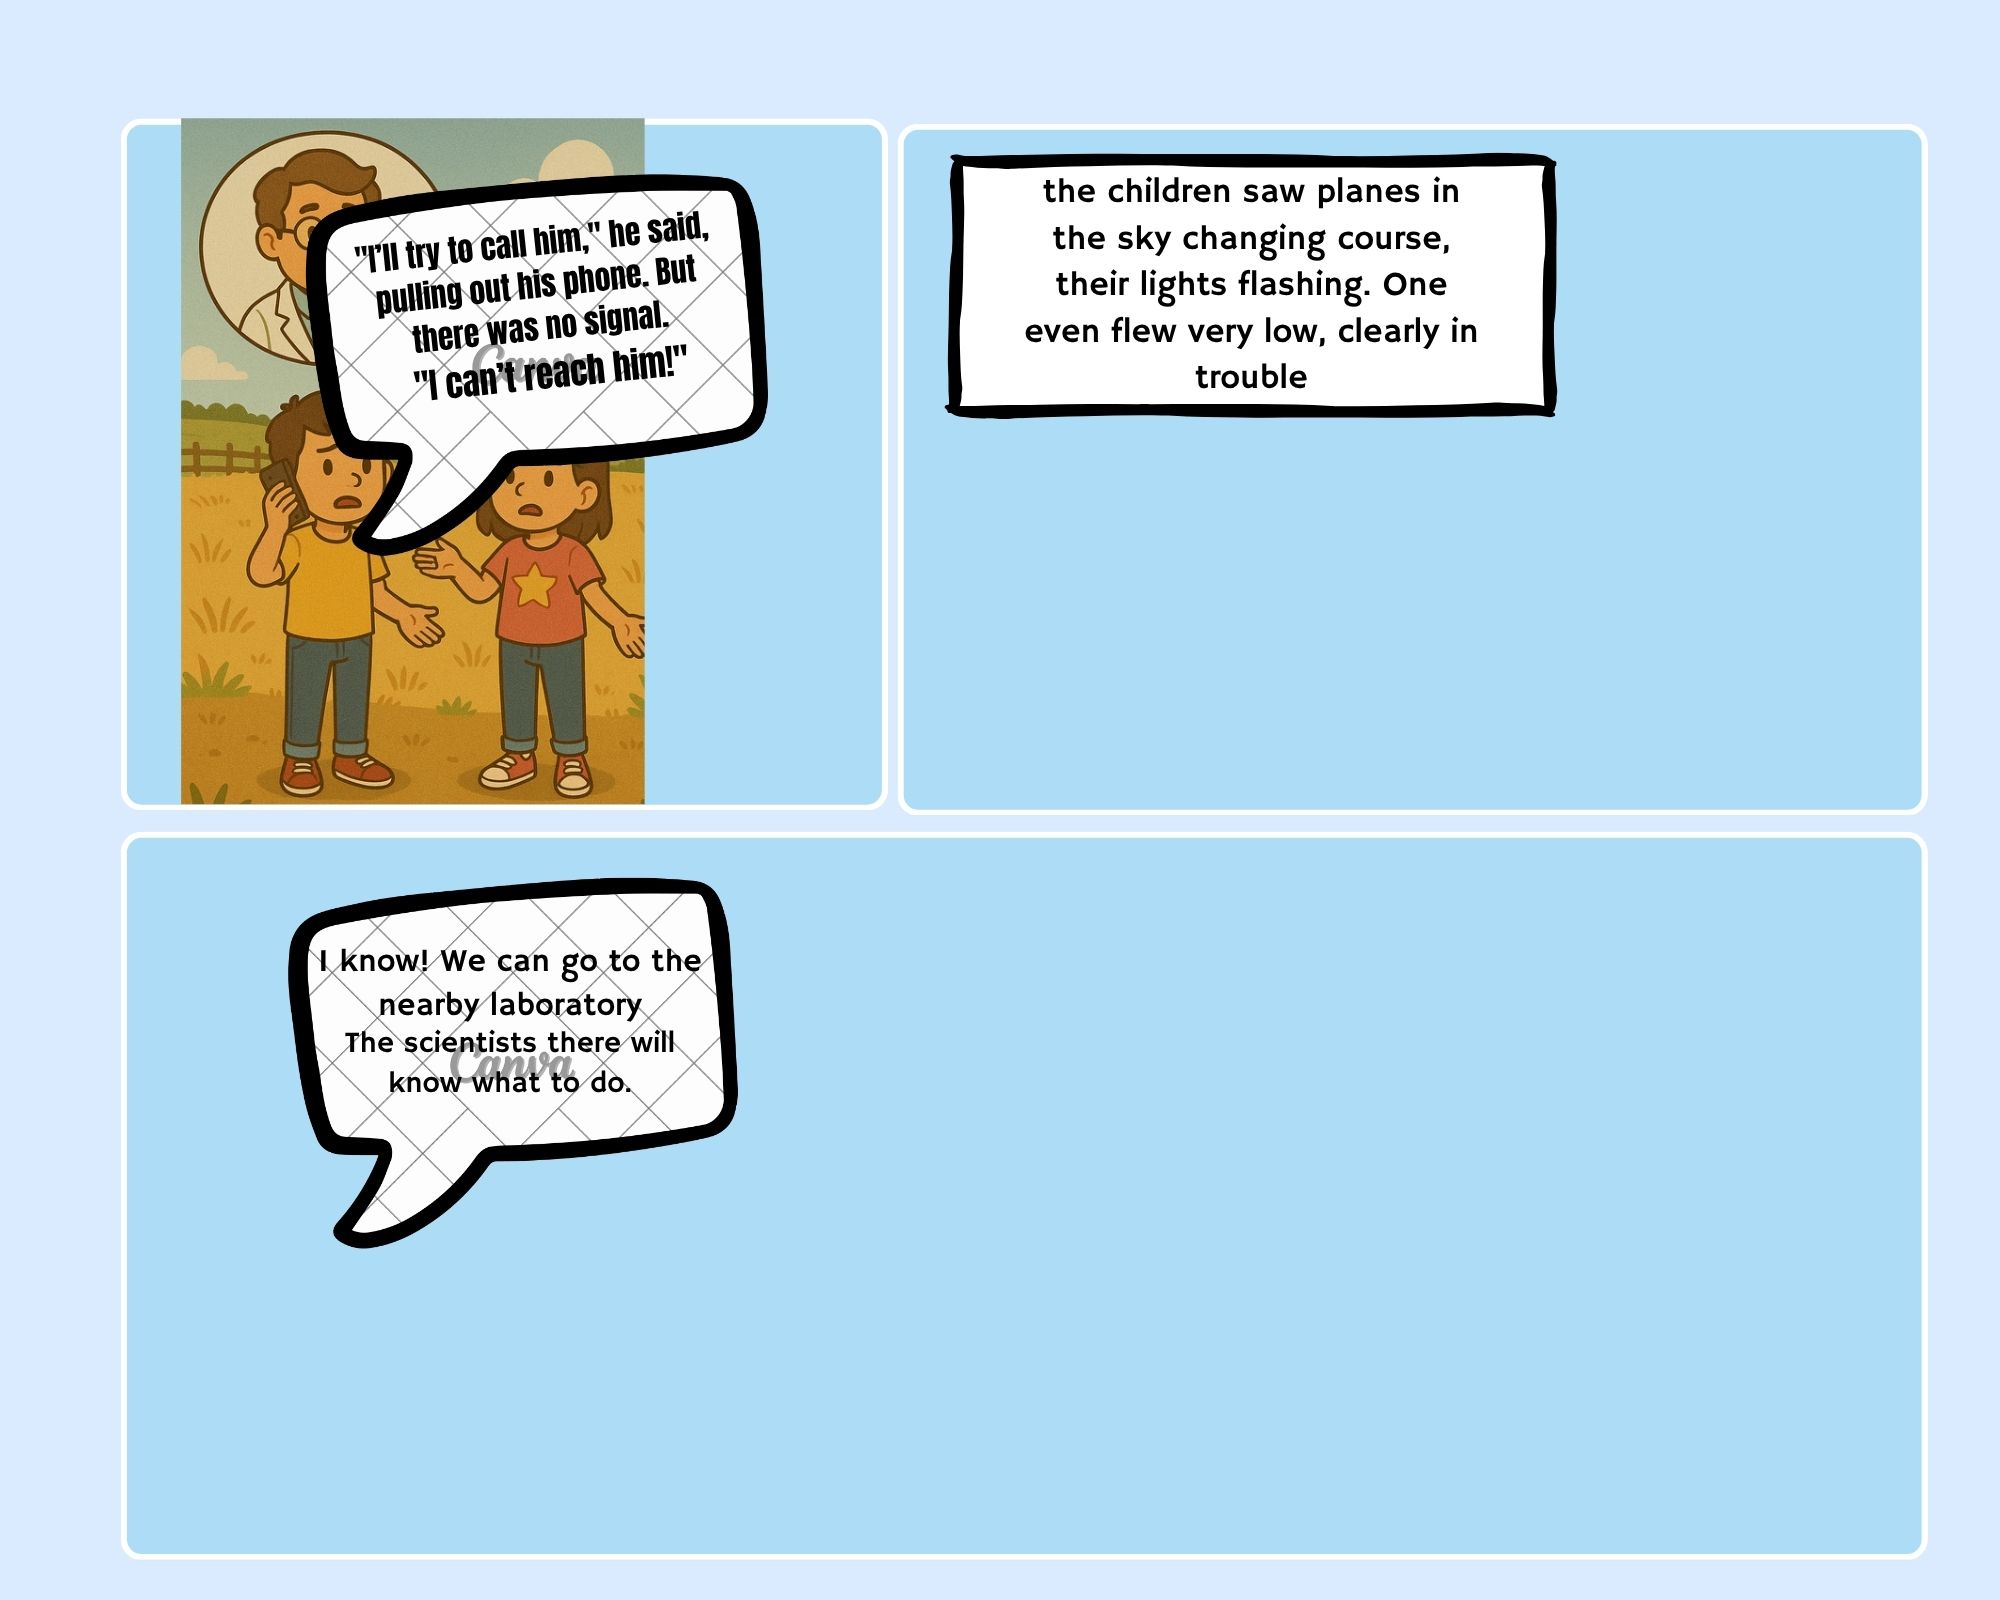 "I'll try to call him," he said,
pulling out his phone. But
there was no signal.
"I can't reach him!"
Canva
the children saw planes in
the sky changing course,
their lights flashing. One
even flew very low, clearly in
trouble
I know! We can go to the
nearby laboratory
The scientists there will
know what to do.
Canva